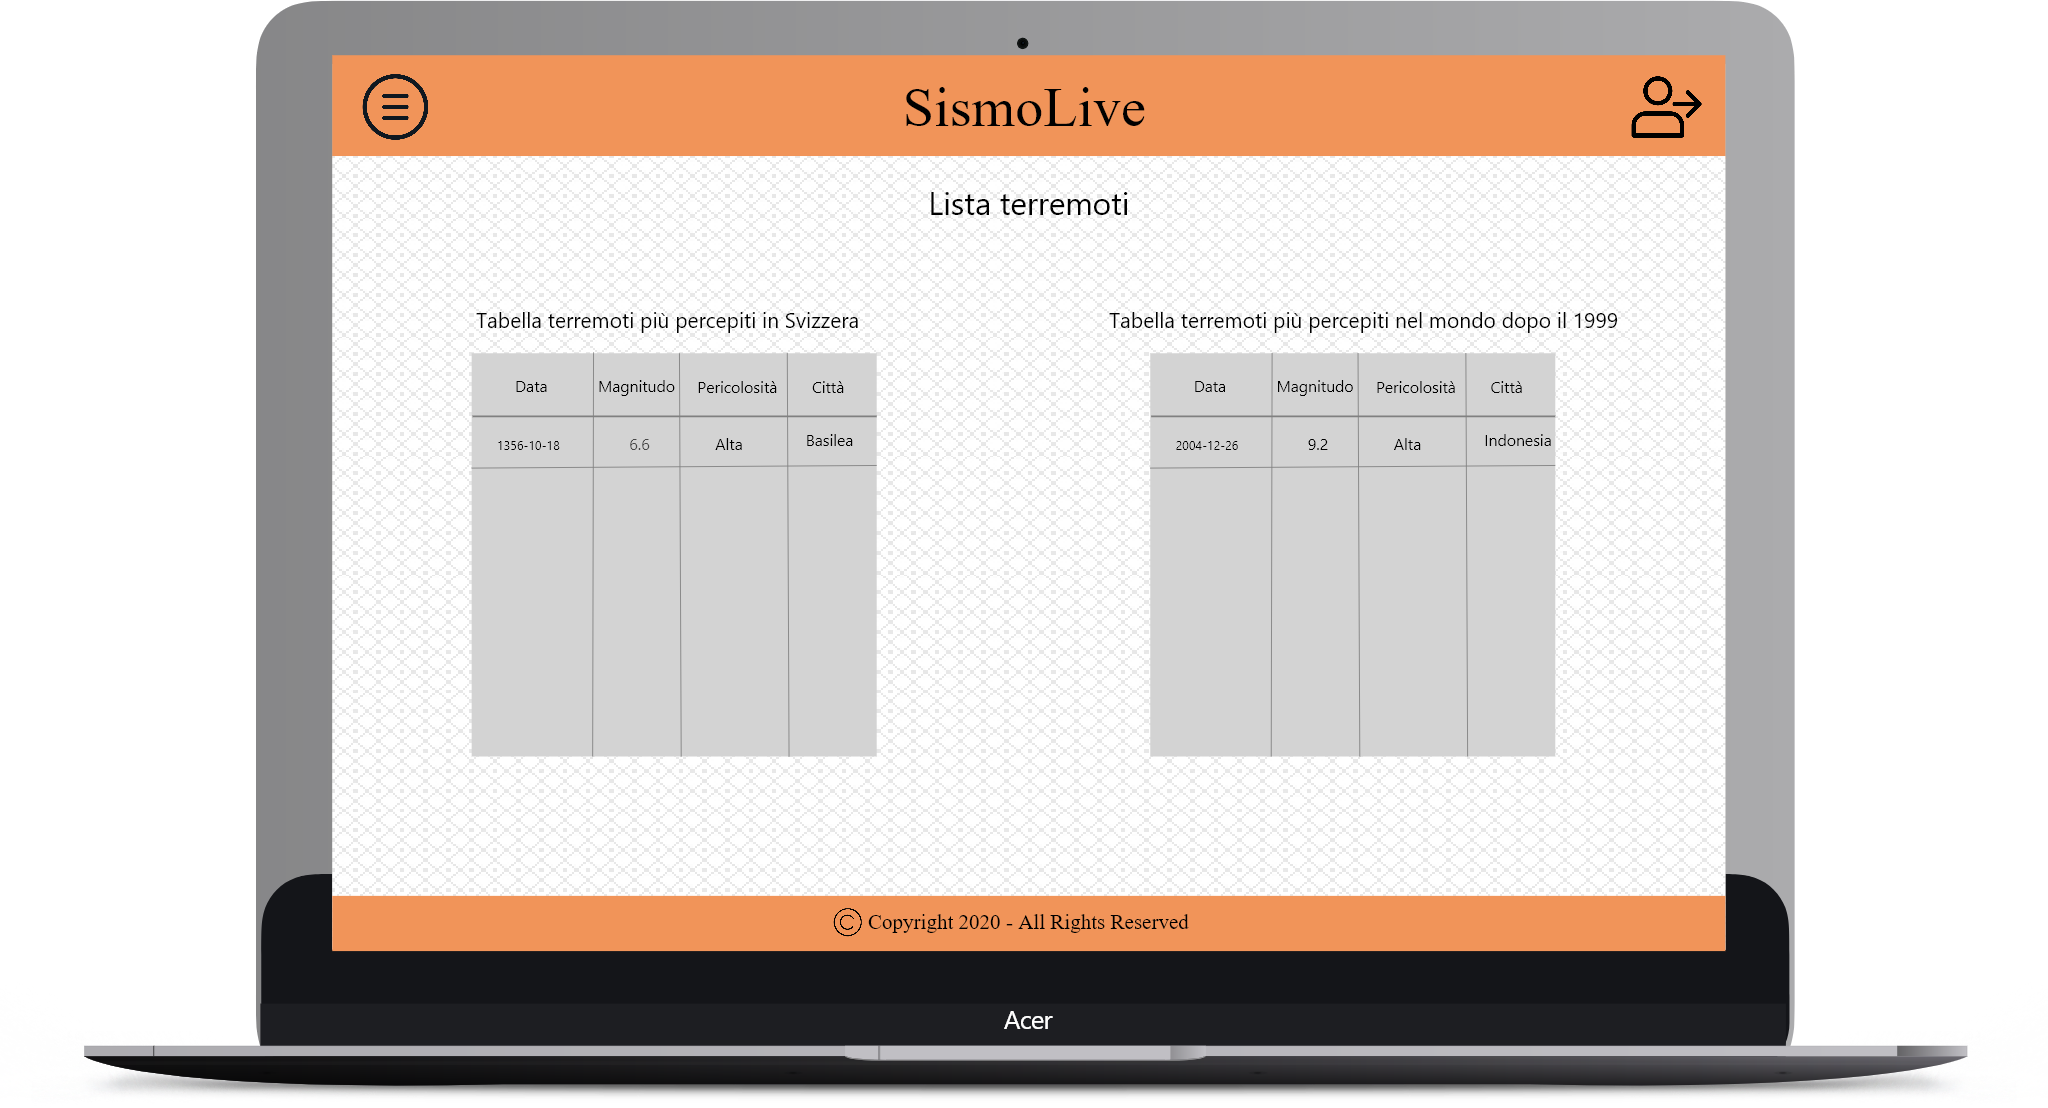 SismoLive
Lista terremoti
Tabella terremoti più percepiti in Svizzera
Data Magnitudo Pericolosità Città
1356-10-18 6.6 Alta Basilea
Tabella terremoti più percepiti nel mondo dopo il 1999
Data Magnitudo Pericolosità Città
2004-12-26 9.2 Alta Indonesia
© Copyright 2020 - All Rights Reserved
Acer